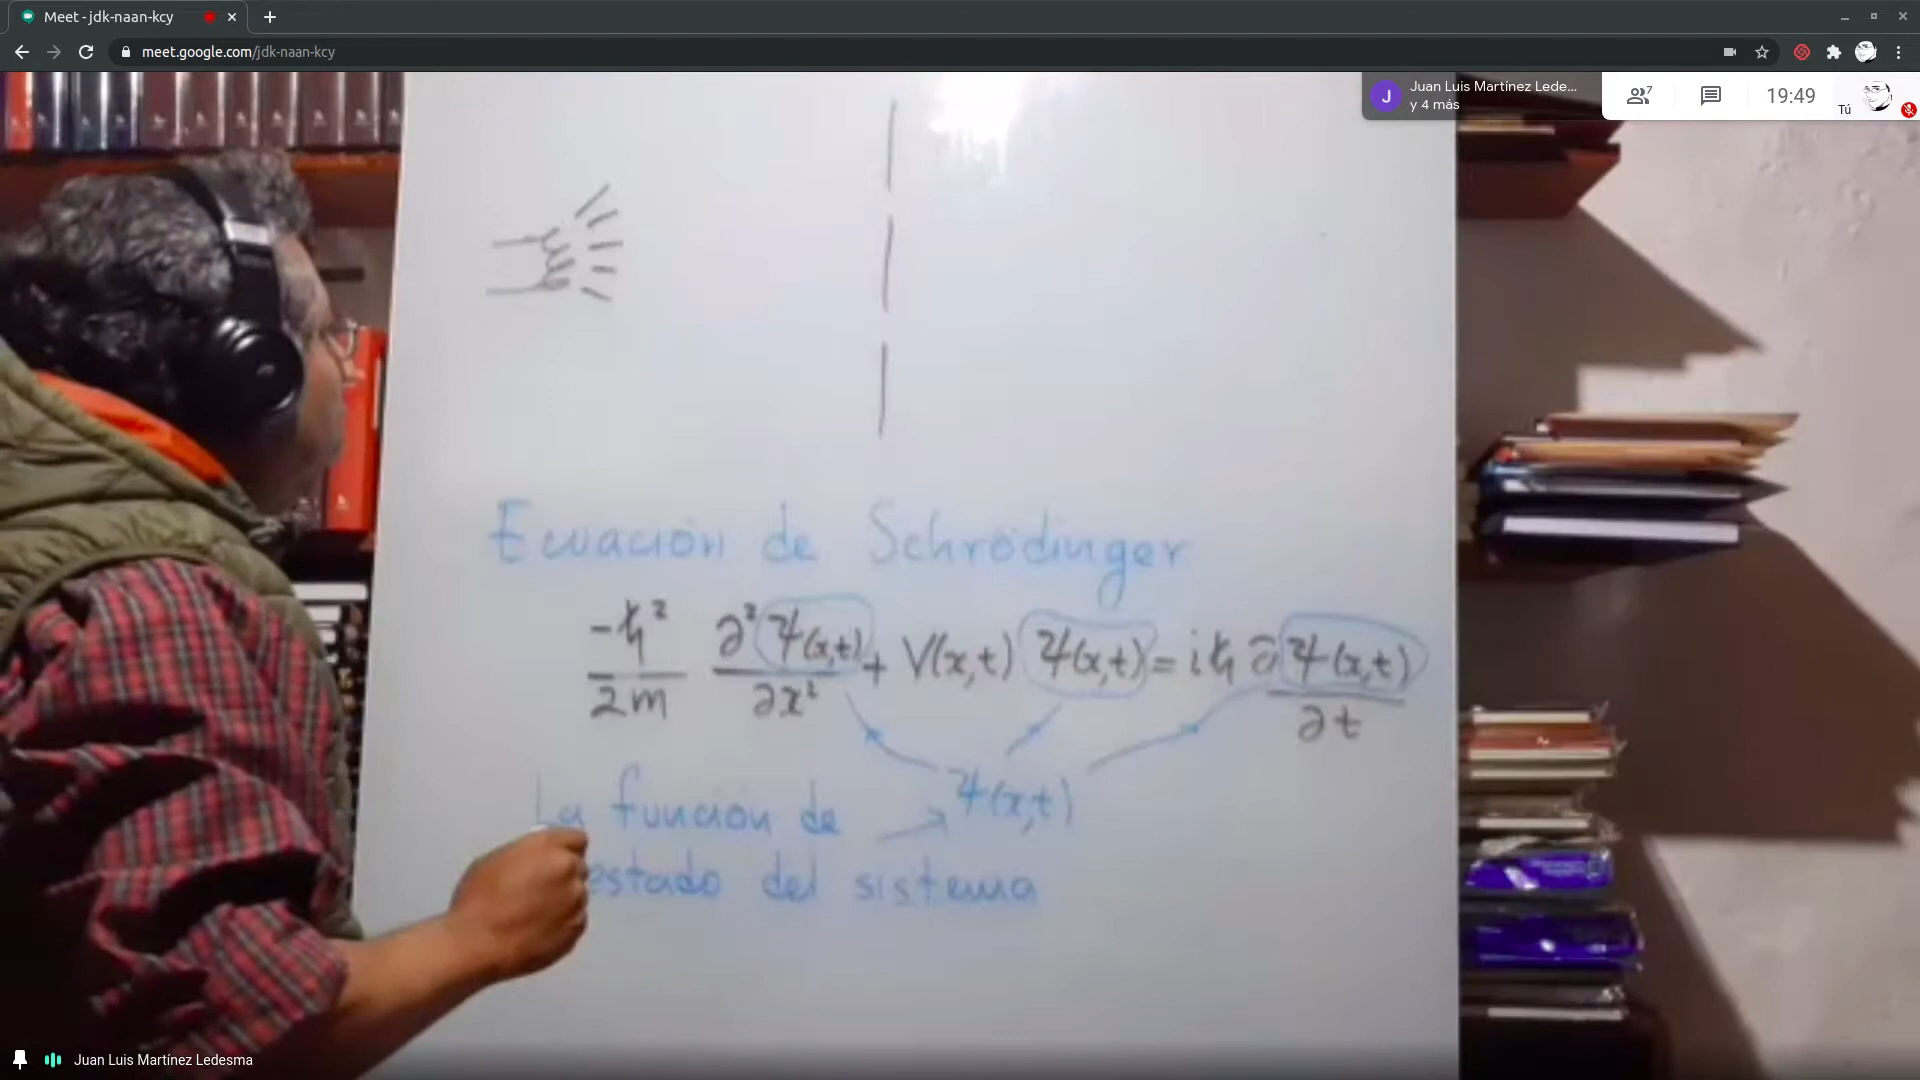 Meet - jdk-naan-kcy
meet.google.com/jdk-naan-kcy
J
Juan Luis Martínez Lede...
y 4 más
7
19:49
Tú
Ecuación de Schrödinger
-ħ²/2m ∂²Ψ(x,t)/∂x² + V(x,t) Ψ(x,t) = iħ ∂Ψ(x,t)/∂t
La función de → Ψ(x,t)
estado del sistema
Juan Luis Martínez Ledesma